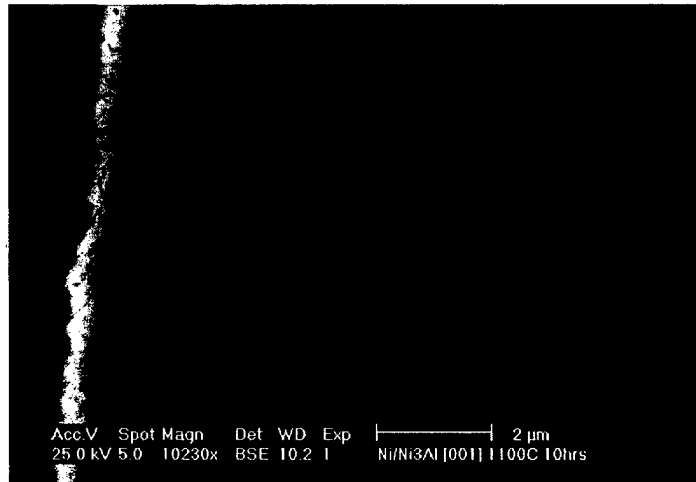 Acc.V Spot Magn Det WD Exp 2 µm
25.0 kV 5.0 10230x BSE 10.2 1 Ni/Ni3Al [001] 1100C 10hrs